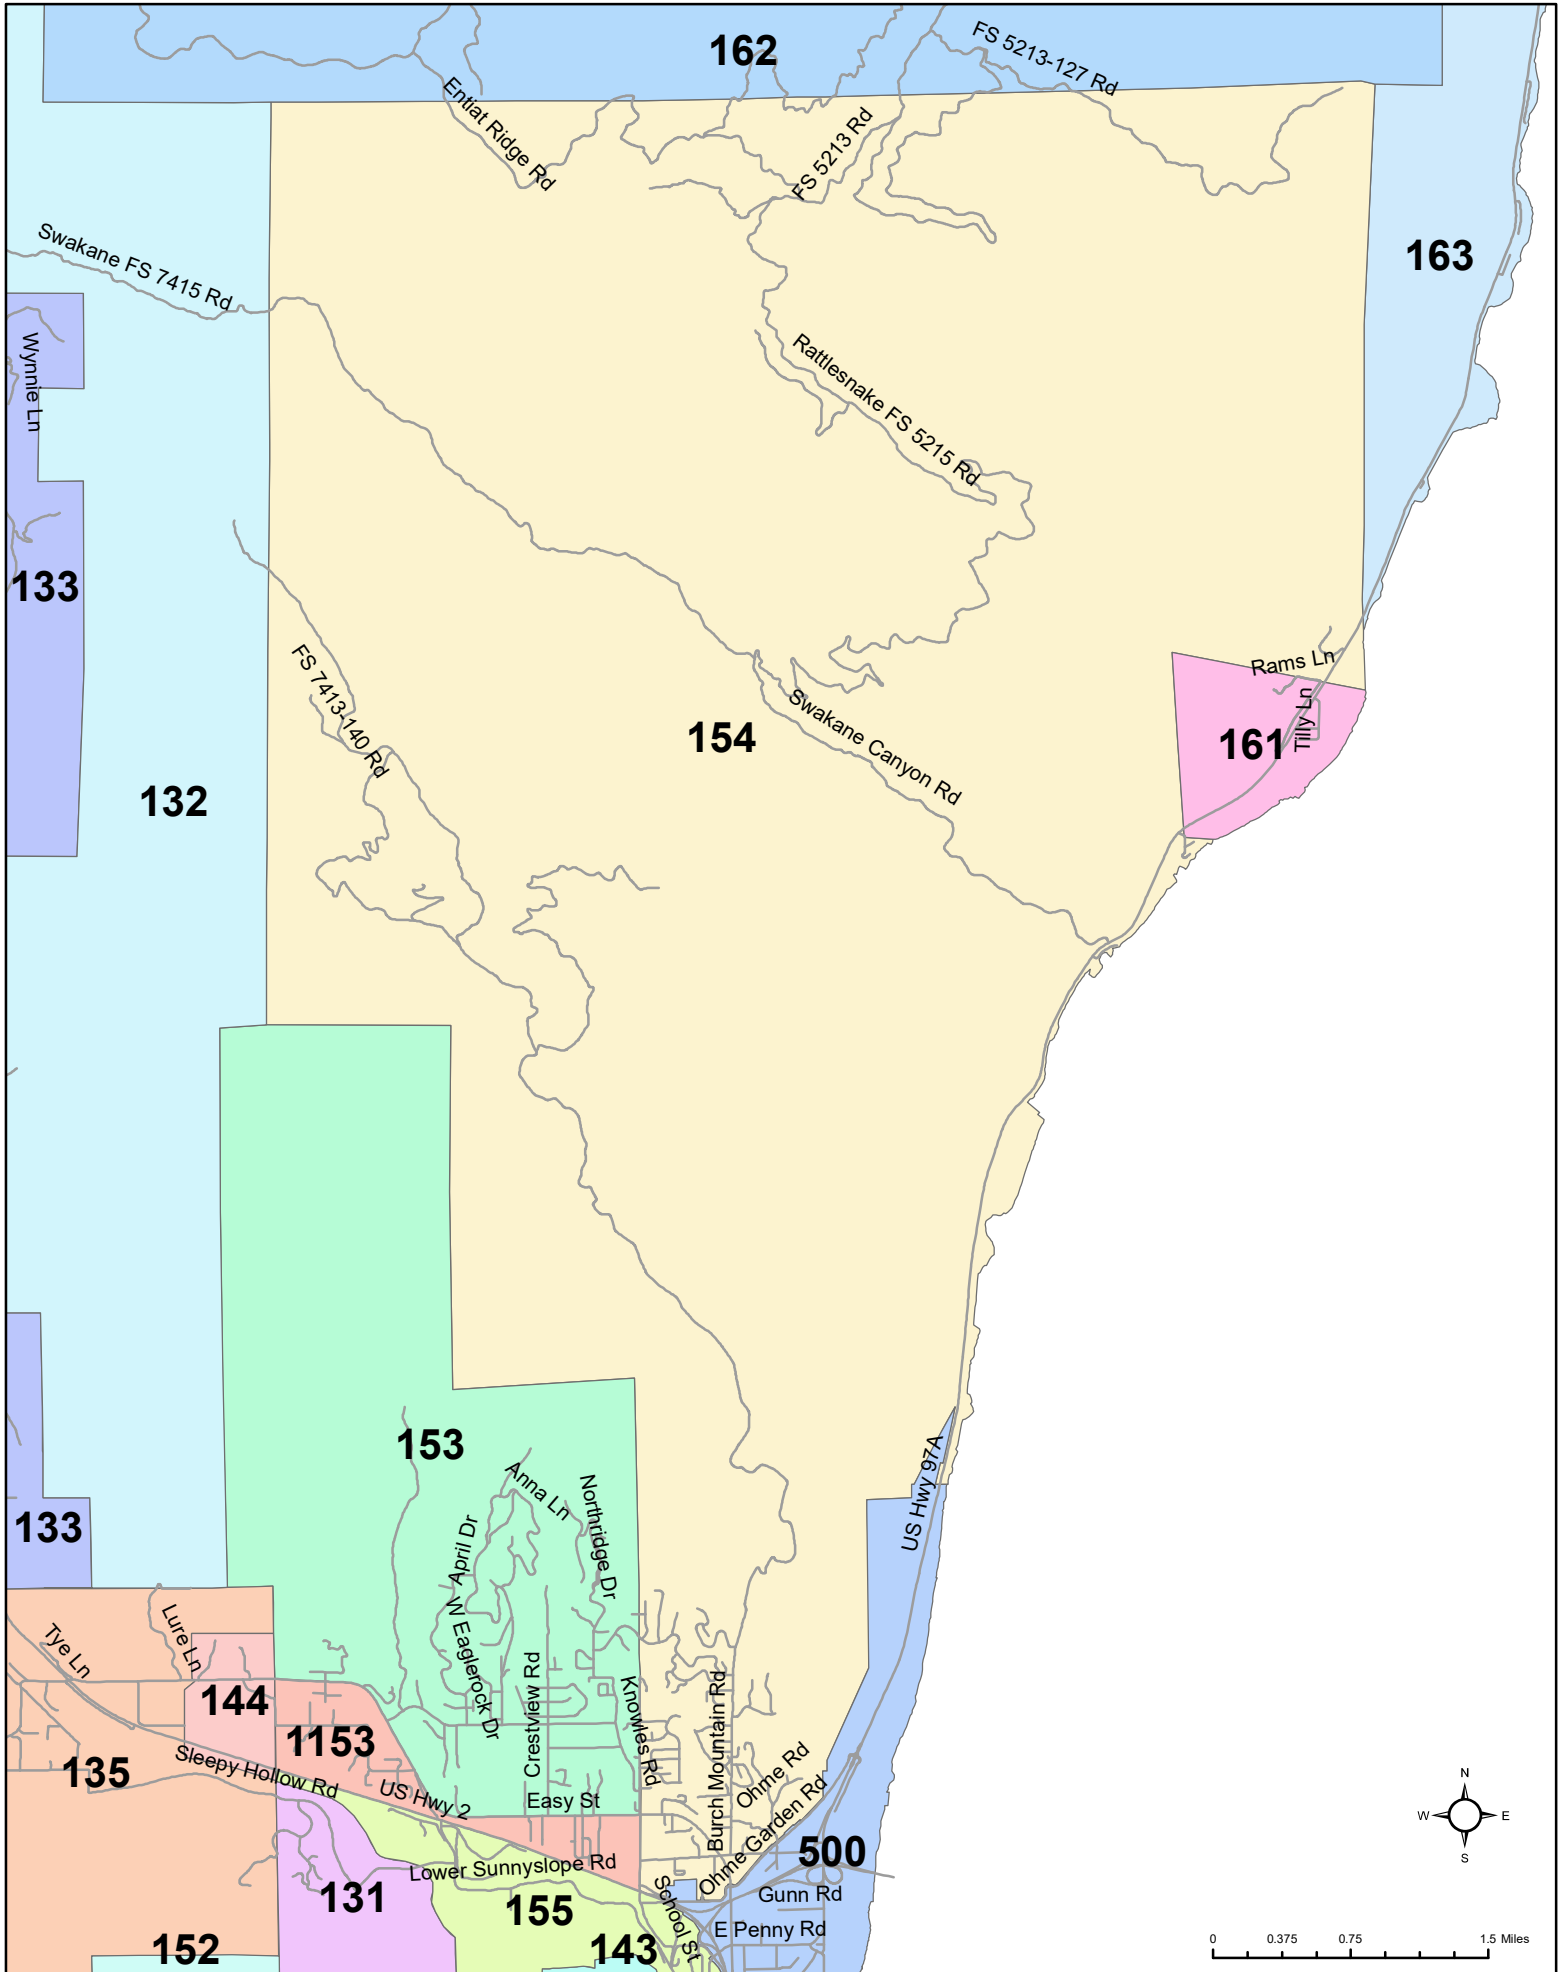 162
FS 5213-127 Rd
Entiat Ridge Rd
FS 5213 Rd
163
Swakane FS 7415 Rd
Wynnie Ln
Rattlesnake FS 5215 Rd
133
FS 7413-140 Rd
Rams Ln
Tilly Ln
161
154
Swakane Canyon Rd
132
153
Anna Ln
Northridge Dr
April Dr
US Hwy 97A
133
W Eaglerock Dr
Lure Ln
Tye Ln
Crestview Rd
Knowles Rd
Burch Mountain Rd
144
1153
135
Sleepy Hollow Rd
US Hwy 2
Easy St
Ohme Rd
Ohme Garden Rd
N
W
E
S
500
Lower Sunnyslope Rd
131
155
School St
Gunn Rd
E Penny Rd
152
143
0 0.375 0.75 1.5 Miles